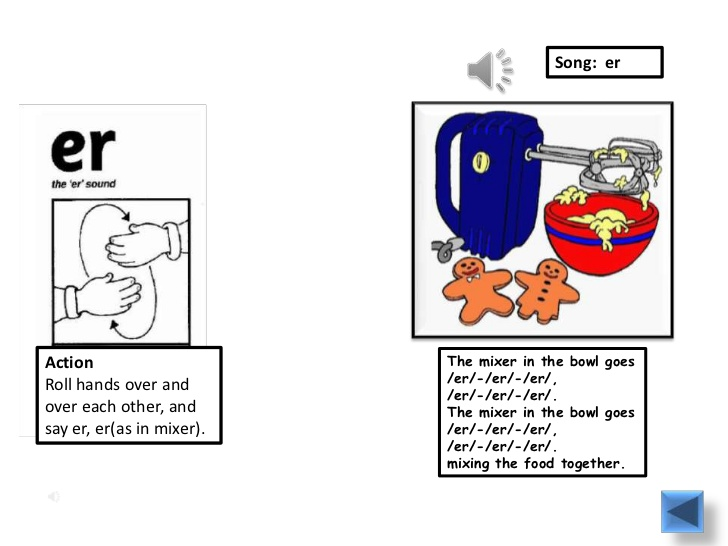 Song: er
er
the 'er' sound
Action
Roll hands over and
over each other, and
say er, er(as in mixer).
The mixer in the bowl goes
/er/-/er/-/er/,
/er/-/er/-/er/.
The mixer in the bowl goes
/er/-/er/-/er/,
/er/-/er/-/er/.
mixing the food together.